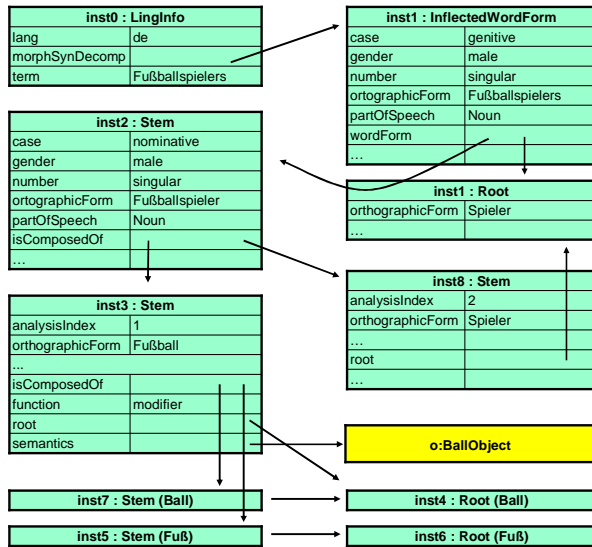 inst0 : LingInfo
lang de
morphSynDecomp
term Fußballspielers
inst1 : InflectedWordForm
case genitive
gender male
number singular
ortographicForm Fußballspielers
partOfSpeech Noun
wordForm
…
inst2 : Stem
case nominative
gender male
number singular
ortographicForm Fußballspieler
partOfSpeech Noun
isComposedOf
…
inst1 : Root
orthographicForm Spieler
…
inst3 : Stem
analysisIndex 1
orthographicForm Fußball
...
isComposedOf
function modifier
root
semantics
inst8 : Stem
analysisIndex 2
orthographicForm Spieler
…
root
…
o:BallObject
inst7 : Stem (Ball)
inst4 : Root (Ball)
inst5 : Stem (Fuß)
inst6 : Root (Fuß)